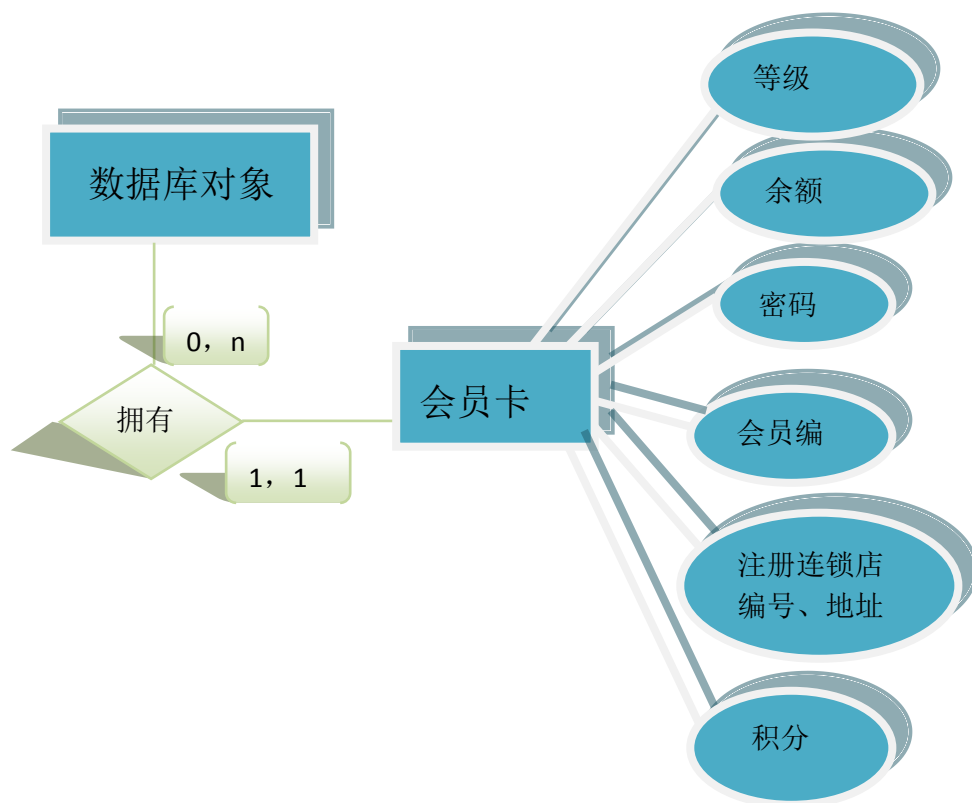 等级
数据库对象
余额
密码
0，n
会员卡
拥有
会员编
1，1
注册连锁店
编号、地址
积分